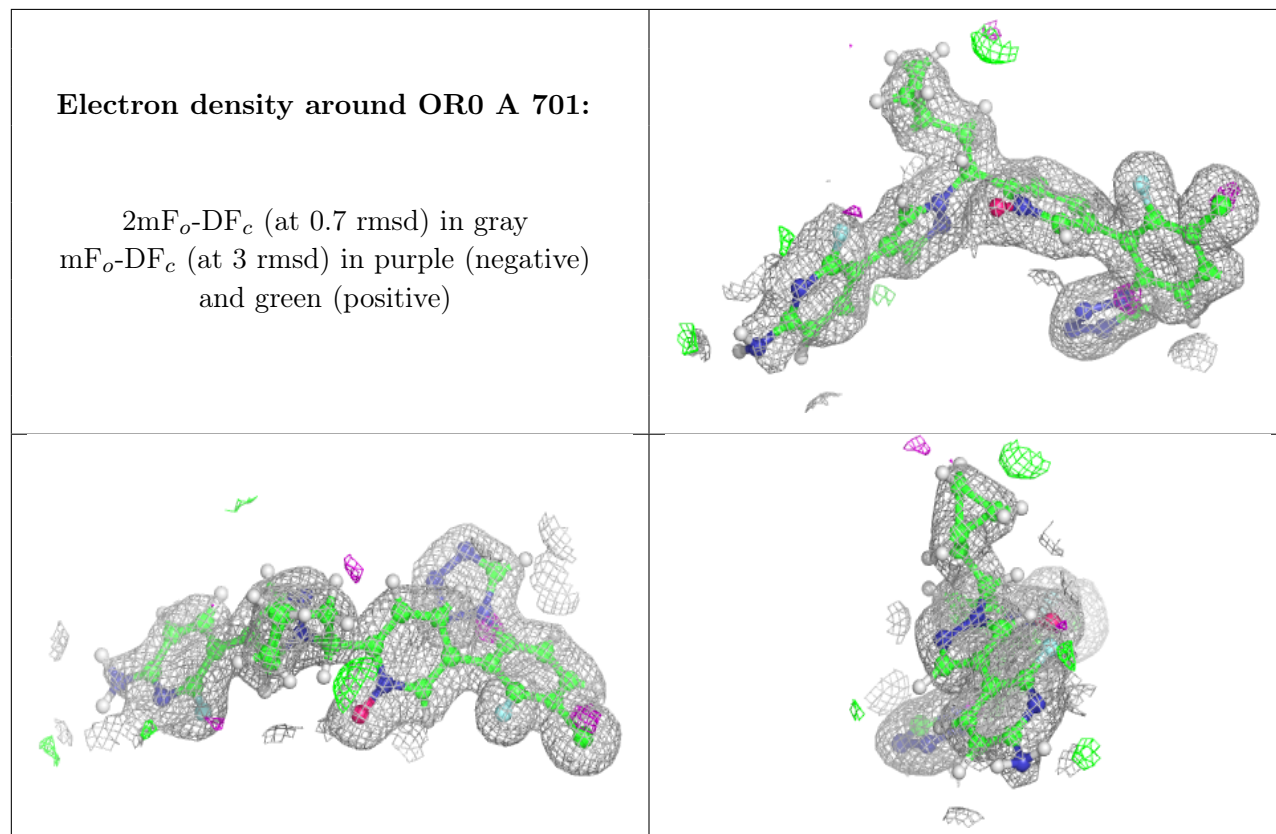 Electron density around OR0 A 701:
2mFo-DFc (at 0.7 rmsd) in gray
mFo-DFc (at 3 rmsd) in purple (negative)
and green (positive)